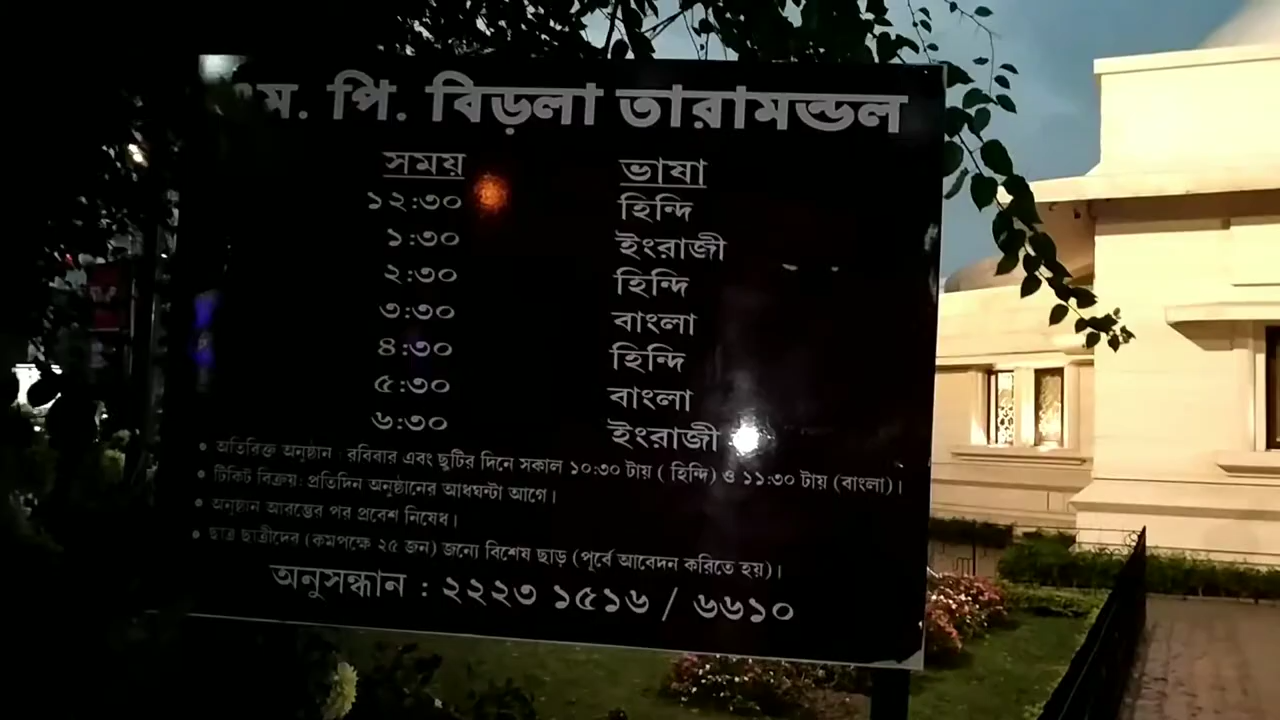 ম. পি. বিড়লা তারামন্ডল
সময় ভাষা
১২:৩০ হিন্দি
১:৩০ ইংরাজী
২:৩০ হিন্দি
৩:৩০ বাংলা
৪:৩০ হিন্দি
৫:৩০ বাংলা
৬:৩০ ইংরাজী
• অতিরিক্ত অনুষ্ঠান : রবিবার এবং ছুটির দিনে সকাল ১০:৩০ টায় ( হিন্দি) ও ১১:৩০ টায় (বাংলা)।
• টিকিট বিক্রয়: প্রতিদিন অনুষ্ঠানের আধঘন্টা আগে।
• অনুষ্ঠান আরম্ভের পর প্রবেশ নিষেধ।
• ছাত্র ছাত্রীদের (কমপক্ষে ২৫ জন) জন্যে বিশেষ ছাড় (পূর্বে আবেদন করিতে হয়)।
অনুসন্ধান : ২২২৩ ১৫১৬ / ৬৬১০